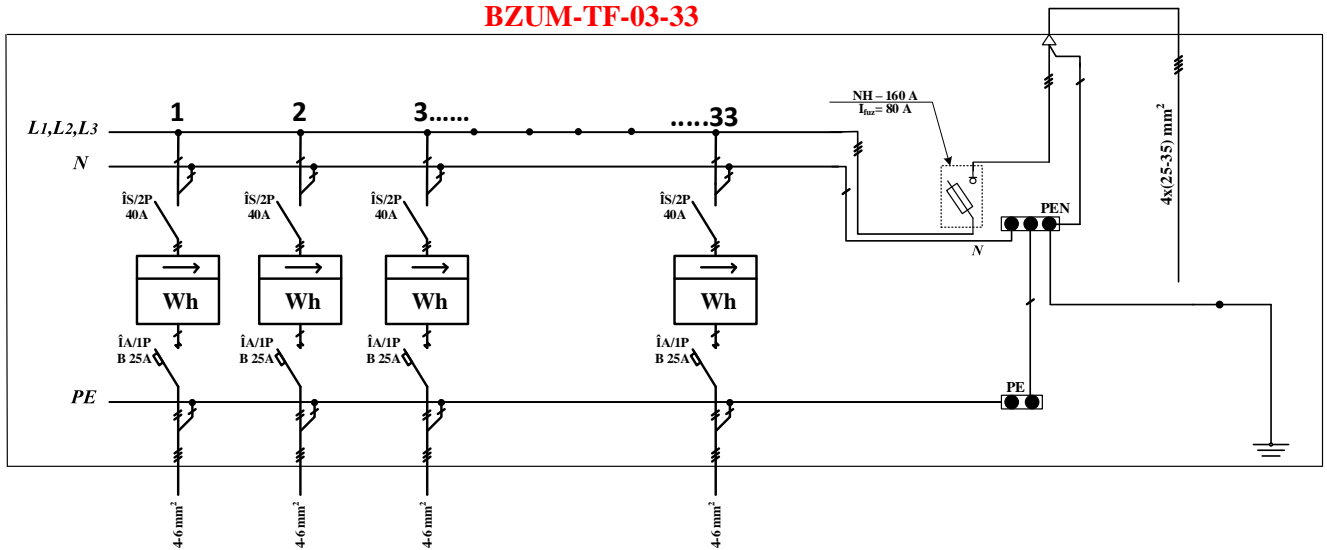 BZUM-TF-03-33
NH – 160 A
Ifuz= 80 A
1
2
3......
.....33
L1,L2,L3
N
4x(25-35) mm²
ÎS/2P
40A
ÎS/2P
40A
ÎS/2P
40A
ÎS/2P
40A
PEN
N
Wh
Wh
Wh
Wh
ÎA/1P
B 25A
ÎA/1P
B 25A
ÎA/1P
B 25A
ÎA/1P
B 25A
PE
PE
4-6 mm²
4-6 mm²
4-6 mm²
4-6 mm²